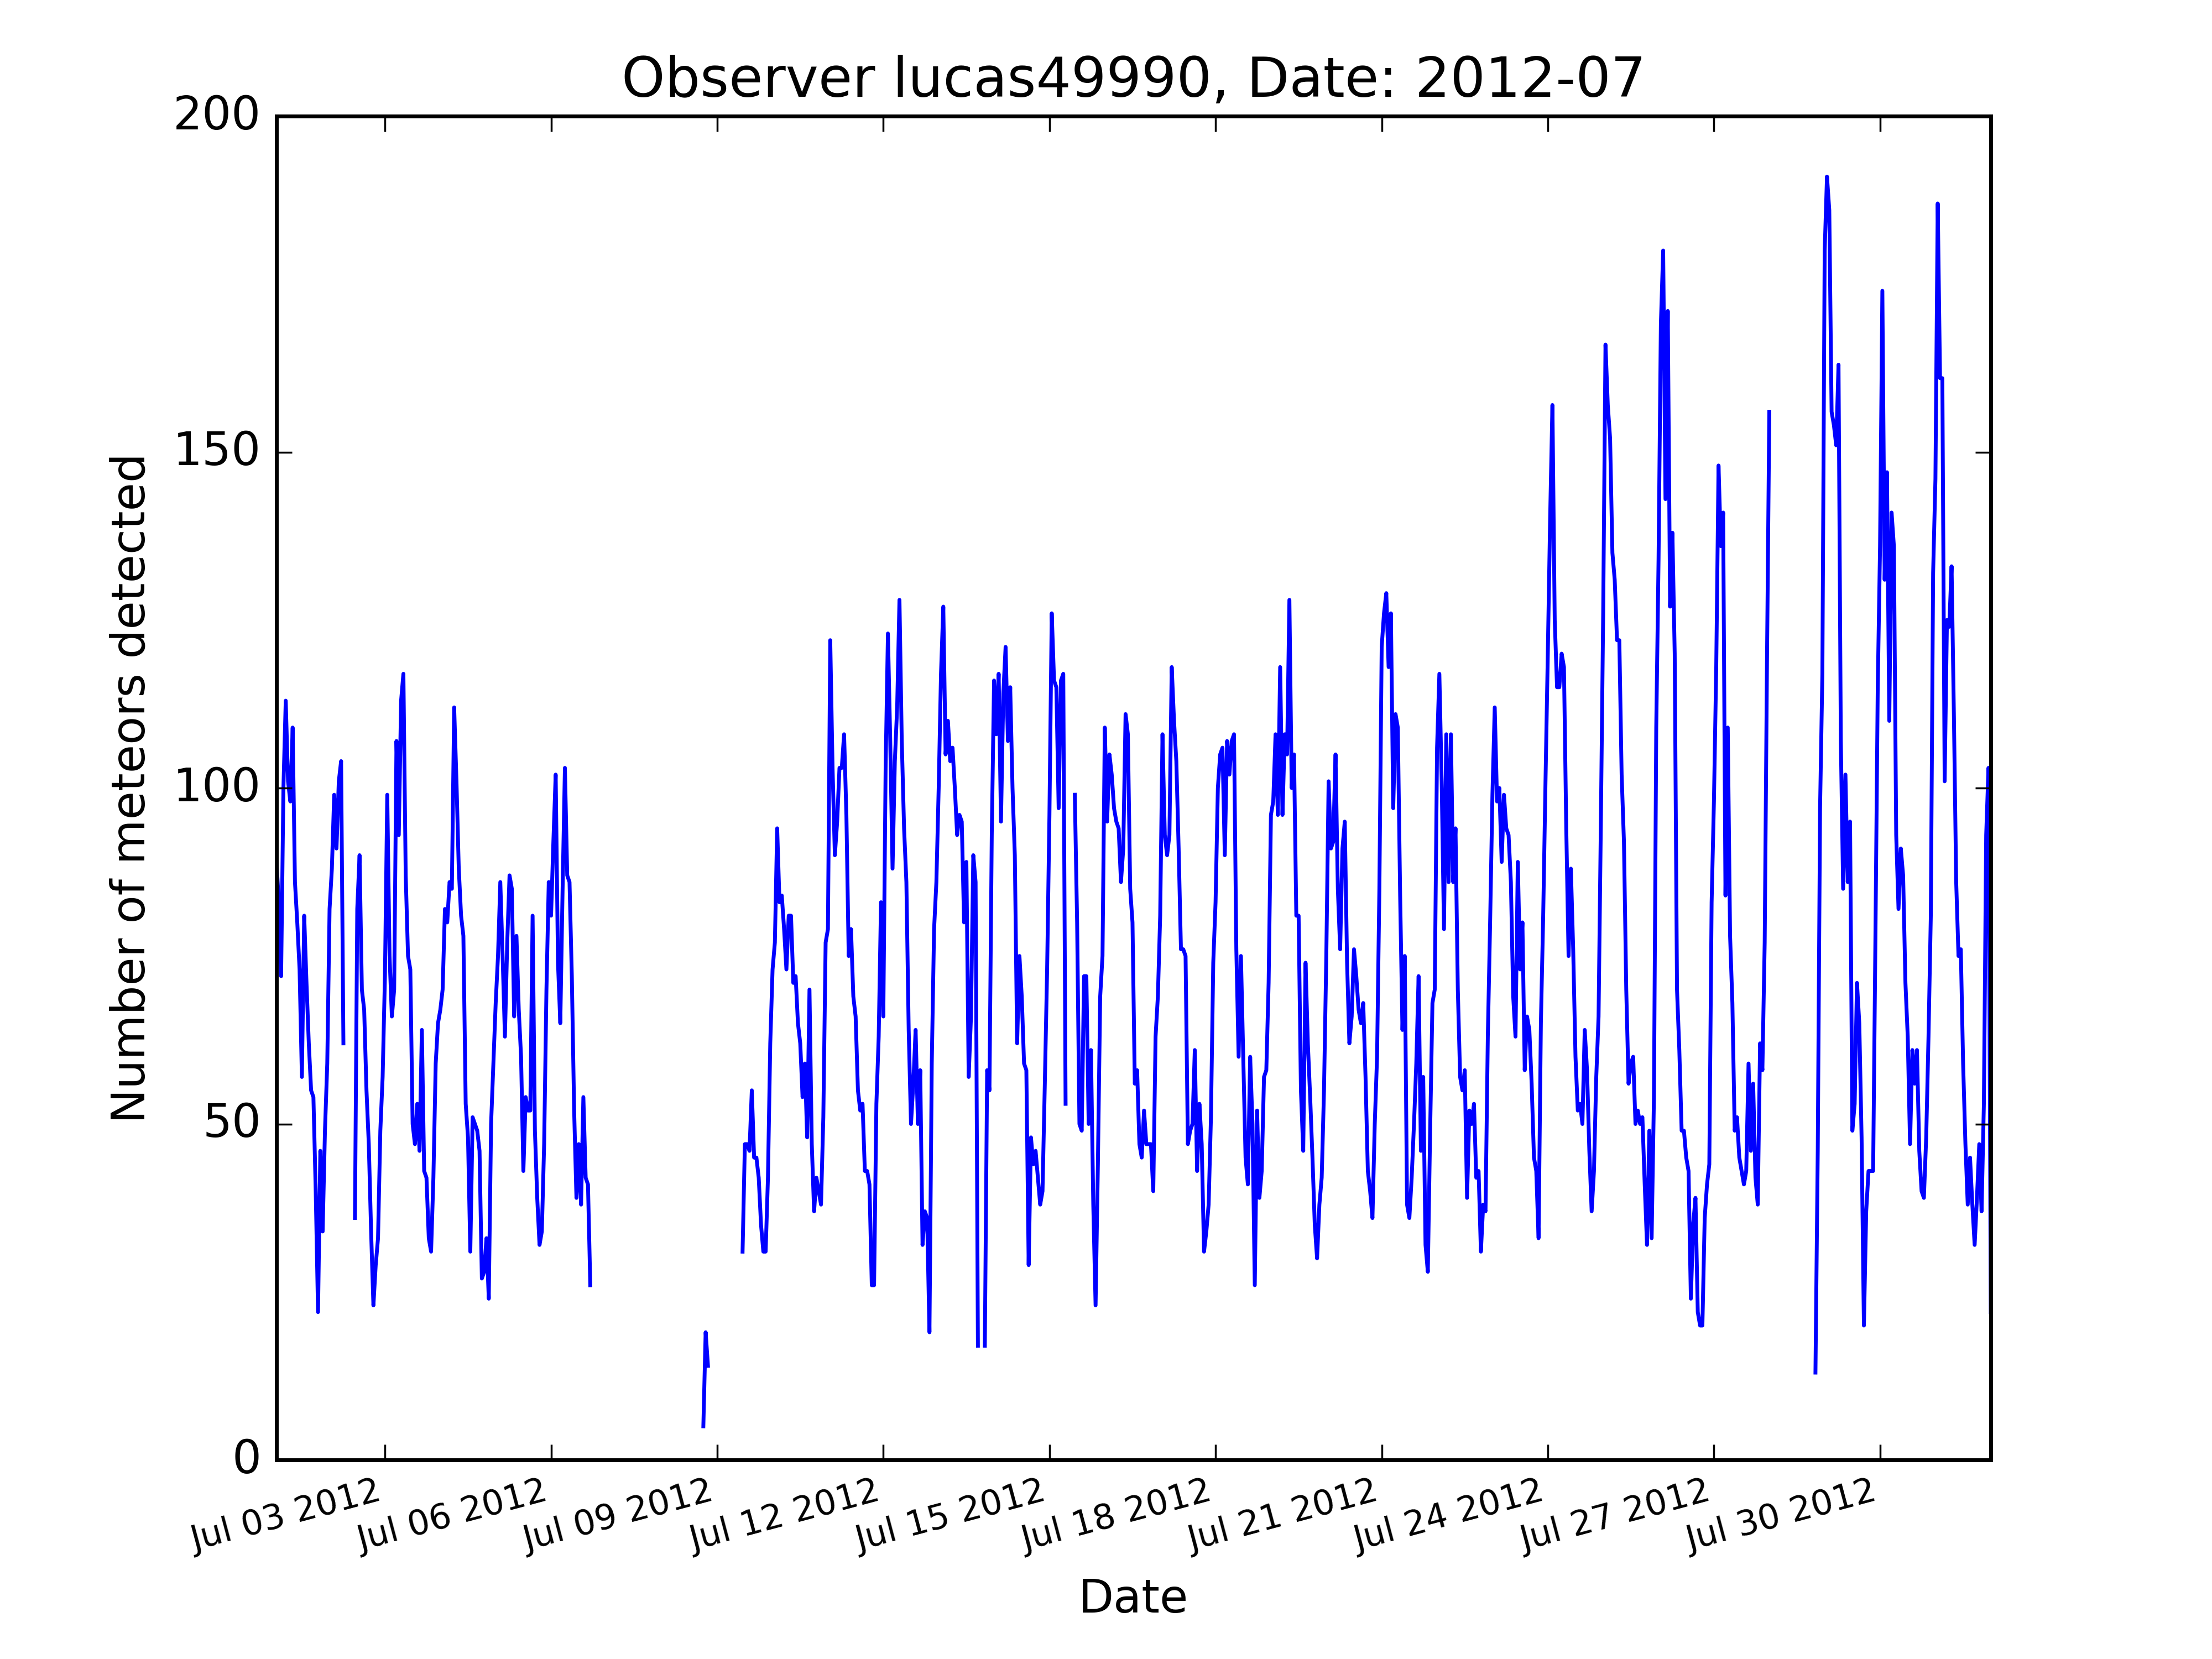 Observer lucas49990, Date: 2012-07
Number of meteors detected
200
150
100
50
0
Jul 03 2012
Jul 06 2012
Jul 09 2012
Jul 12 2012
Jul 15 2012
Jul 18 2012
Jul 21 2012
Jul 24 2012
Jul 27 2012
Jul 30 2012
Date